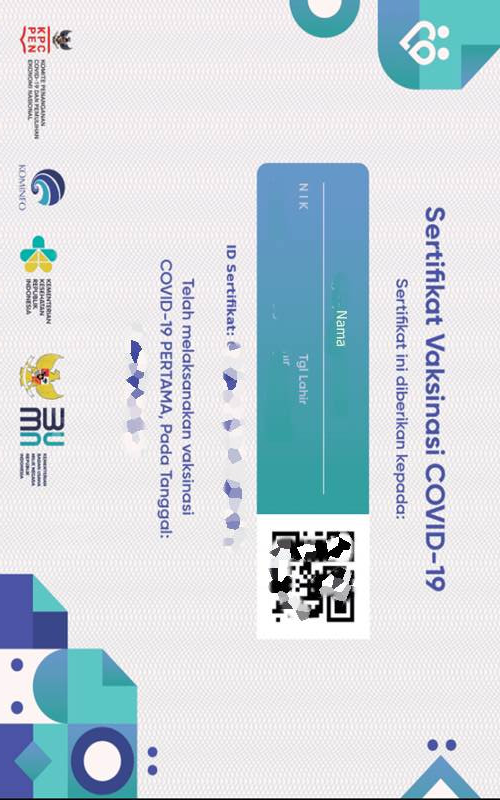 Sertifikat Vaksinasi COVID-19
Sertifikat ini diberikan kepada:
Nama
NIK
Tgl Lahir
ID Sertifikat:
Telah melaksanakan vaksinasi
COVID-19 PERTAMA, Pada Tanggal:
KPC
PEN
KOMITE PENANGANAN
COVID-19 DAN PEMULIHAN
EKONOMI NASIONAL
KOMINFO
KEMENTERIAN
KESEHATAN
REPUBLIK
INDONESIA
BUMN
KEMENTERIAN
BADAN USAHA
MILIK NEGARA
REPUBLIK
INDONESIA